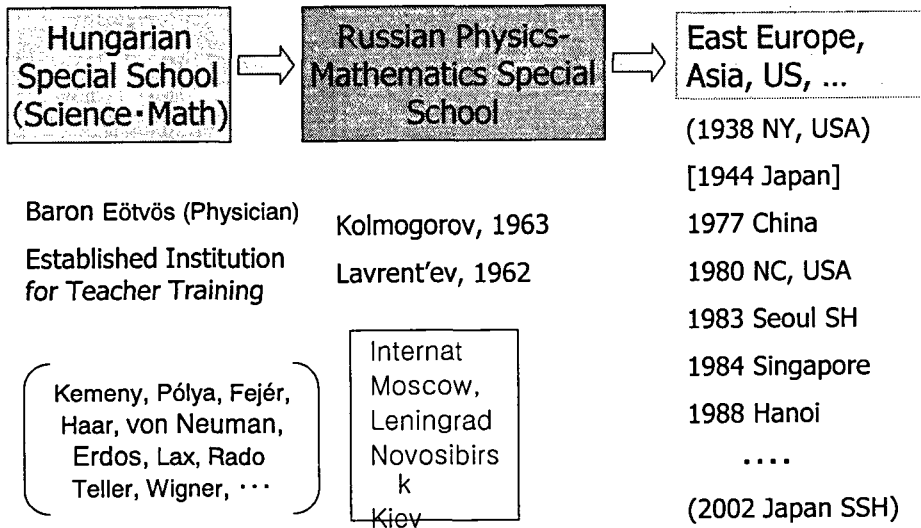 Hungarian
Special School
(Science・Math)
Russian Physics-
Mathematics Special
School
East Europe,
Asia, US, ...
Baron Eötvös (Physician)
Established Institution
for Teacher Training
Kemeny, Pólya, Fejér,
Haar, von Neuman,
Erdos, Lax, Rado
Teller, Wigner, ⋯
Kolmogorov, 1963
Lavrent'ev, 1962
Internat
Moscow,
Leningrad
Novosibirs
k
Kiev
(1938 NY, USA)
[1944 Japan]
1977 China
1980 NC, USA
1983 Seoul SH
1984 Singapore
1988 Hanoi
....
(2002 Japan SSH)